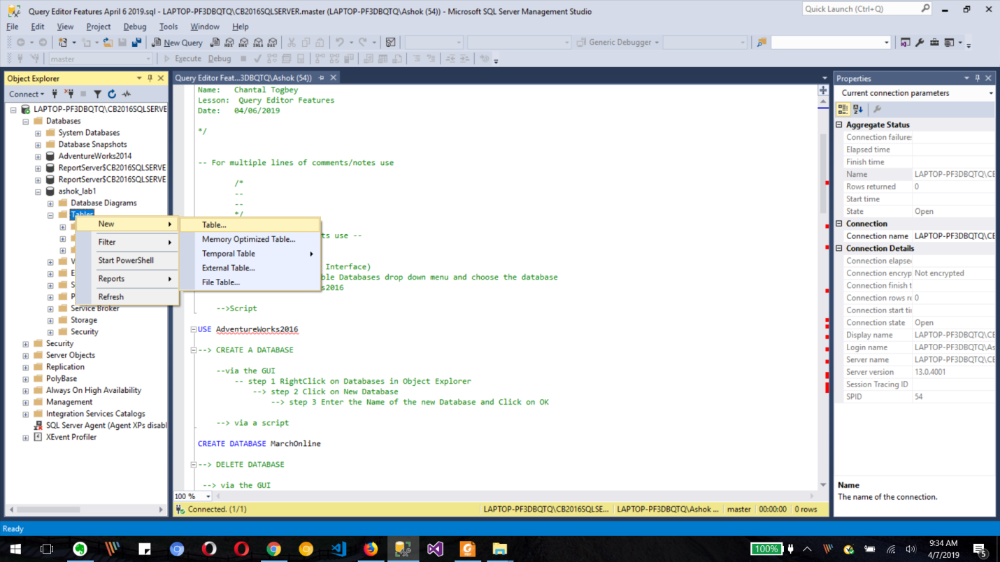 Query Editor Features April 6 2019.sql - LAPTOP-PF3DBQTQ\CB2016SQLSERVER.master (LAPTOP-PF3DBQTQ\Ashok (54)) - Microsoft SQL Server Management Studio
Quick Launch (Ctrl+Q)
File Edit View Project Debug Tools Window Help
New Query
MDX DMX XMLA DAX
Generic Debugger
master
Execute Debug
Object Explorer
Connect
LAPTOP-PF3DBQTQ\CB2016SQLSERVE
Databases
System Databases
Database Snapshots
AdventureWorks2014
ReportServer$CB2016SQLSERVE
ReportServer$CB2016SQLSERVE
ashok_lab1
Database Diagrams
Tables
V
E
S
P
Service Broker
Storage
Security
Security
Server Objects
Replication
PolyBase
Always On High Availability
Management
Integration Services Catalogs
SQL Server Agent (Agent XPs disabl
XEvent Profiler
New
Filter
Start PowerShell
Reports
Refresh
Table...
Memory Optimized Table...
Temporal Table
External Table...
File Table...
Query Editor Feat...3DBQTQ\Ashok (54))
Name: Chantal Togbey
Lesson: Query Editor Features
Date: 04/06/2019
*/
-- For multiple lines of comments/notes use
/*
--
--
*/
ts use --
Interface)
ble Databases drop down menu and choose the database
s2016
-->Script
USE AdventureWorks2016
--> CREATE A DATABASE
--via the GUI
-- step 1 RightClick on Databases in Object Explorer
--> step 2 Click on New Database
--> step 3 Enter the Name of the new Database and Click on OK
--> via a script
CREATE DATABASE MarchOnline
--> DELETE DATABASE
--> via the GUI
100 %
Connected. (1/1)
LAPTOP-PF3DBQTQ\CB2016SQLSE... LAPTOP-PF3DBQTQ\Ashok ... master 00:00:00 0 rows
Properties
Current connection parameters
Aggregate Status
Connection failures
Elapsed time
Finish time
Name LAPTOP-PF3DBQTQ\CB
Rows returned 0
Start time
State Open
Connection
Connection name LAPTOP-PF3DBQTQ\CB
Connection Details
Connection elapse
Connection encryp Not encrypted
Connection finish t
Connection rows re 0
Connection start ti
Connection state Open
Display name LAPTOP-PF3DBQTQ\CB
Login name LAPTOP-PF3DBQTQ\As
Server name LAPTOP-PF3DBQTQ\CB
Server version 13.0.4001
Session Tracing ID
SPID 54
Name
The name of the connection.
Ready
100%
9:34 AM
4/7/2019
5